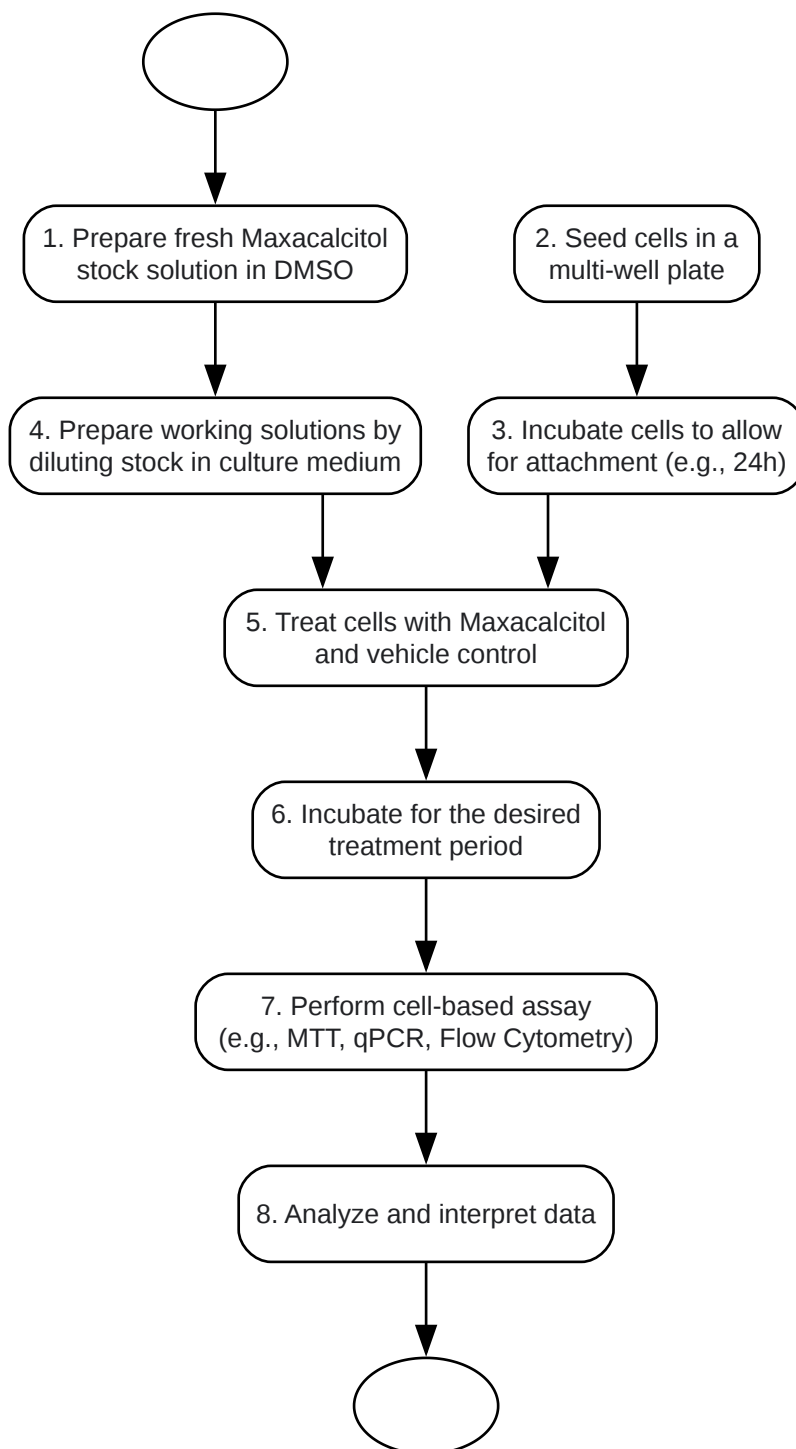 1. Prepare fresh Maxacalcitol
stock solution in DMSO
2. Seed cells in a
multi-well plate
4. Prepare working solutions by
diluting stock in culture medium
3. Incubate cells to allow
for attachment (e.g., 24h)
5. Treat cells with Maxacalcitol
and vehicle control
6. Incubate for the desired
treatment period
7. Perform cell-based assay
(e.g., MTT, qPCR, Flow Cytometry)
8. Analyze and interpret data